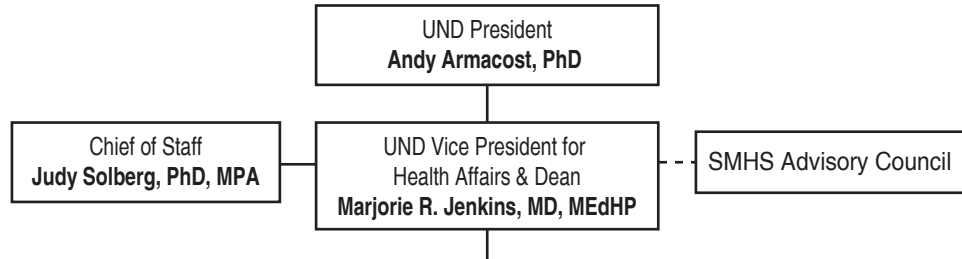 UND President
Andy Armacost, PhD
Chief of Staff
Judy Solberg, PhD, MPA
UND Vice President for
Health Affairs & Dean
Marjorie R. Jenkins, MD, MEdHP
SMHS Advisory Council